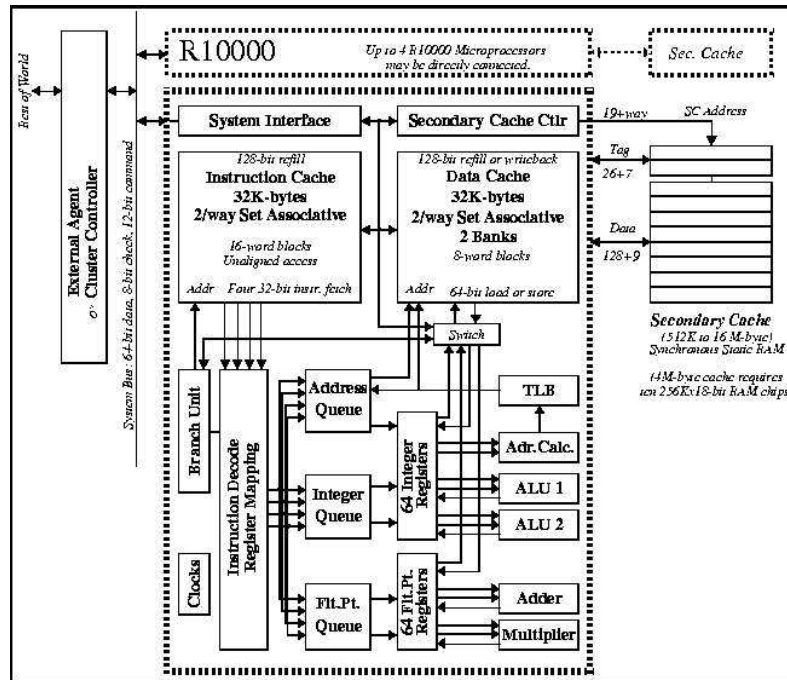 R10000
Up to 4 R10000 Microprocessors
may be directly connected.
Sec. Cache
Rest of World
External Agent
or Cluster Controller
System Bus: 64-bit data, 8-bit check, 12-bit command
System Interface
Secondary Cache Ctlr
19+way
SC Address
128-bit refill
Instruction Cache
32K-bytes
2/way Set Associative
16-word blocks
Unaligned access
Addr
Four 32-bit instr. fetch
128-bit refill or writeback
Data Cache
32K-bytes
2/way Set Associative
2 Banks
8-word blocks
Addr
64-bit load or store
Tag
26+7
Data
128+9
Secondary Cache
(512K to 16 M-byte)
Synchronous Static RAM
(4M-byte cache requires
ten 256Kx18-bit RAM chips)
Switch
Branch Unit
Clocks
Instruction Decode
Register Mapping
Address
Queue
Integer
Queue
Flt.Pt.
Queue
64 Integer
Registers
64 Flt.Pt.
Registers
TLB
Adr.Calc.
ALU 1
ALU 2
Adder
Multiplier